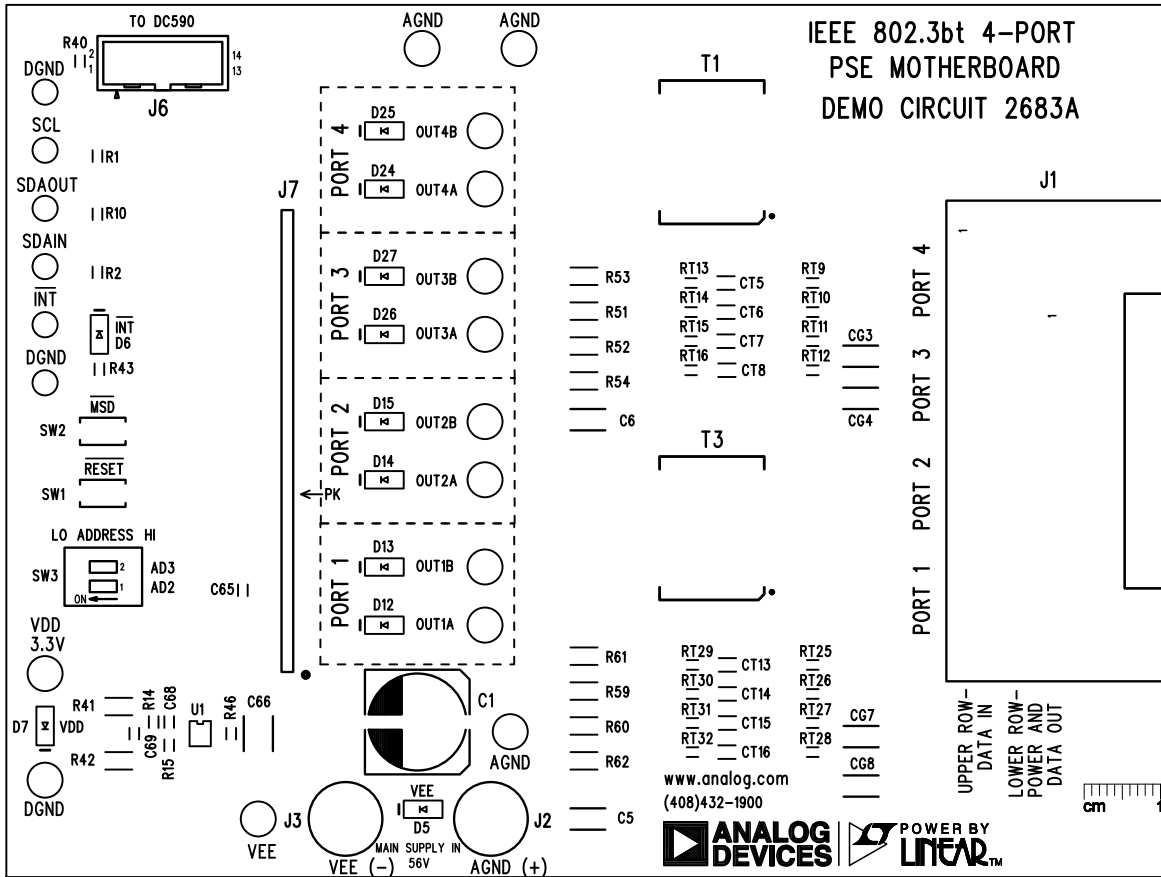 TO DC590
R40
2
1
14
13
J6
DGND
SCL
R1
SDAOUT
R10
SDAIN
R2
INT
INT
D6
DGND
R43
MSD
SW2
RESET
SW1
LO ADDRESS HI
SW3
2
1
ON
AD3
AD2
VDD
3.3V
C65
R41
R14
C68
U1
R46
C66
D7
VDD
C69
R42
R15
DGND
J7
PK
AGND
AGND
PORT 4
D25
OUT4B
D24
OUT4A
PORT 3
D27
OUT3B
D26
OUT3A
PORT 2
D15
OUT2B
D14
OUT2A
PORT 1
D13
OUT1B
D12
OUT1A
C1
AGND
VEE
J3
VEE
D5
J2
MAIN SUPPLY IN
56V
VEE (-)
AGND (+)
R53
R51
R52
R54
C6
R61
R59
R60
R62
C5
T1
RT13
RT14
RT15
RT16
CT5
CT6
CT7
CT8
RT9
RT10
RT11
RT12
CG3
CG4
T3
RT29
RT30
RT31
RT32
CT13
CT14
CT15
CT16
RT25
RT26
RT27
RT28
CG7
CG8
www.analog.com
(408)432-1900
ANALOG
DEVICES
POWER BY
LINEAR™
IEEE 802.3bt 4-PORT
PSE MOTHERBOARD
DEMO CIRCUIT 2683A
J1
1
1
PORT 4
PORT 3
PORT 2
PORT 1
UPPER ROW-
DATA IN
LOWER ROW-
POWER AND
DATA OUT
cm 1